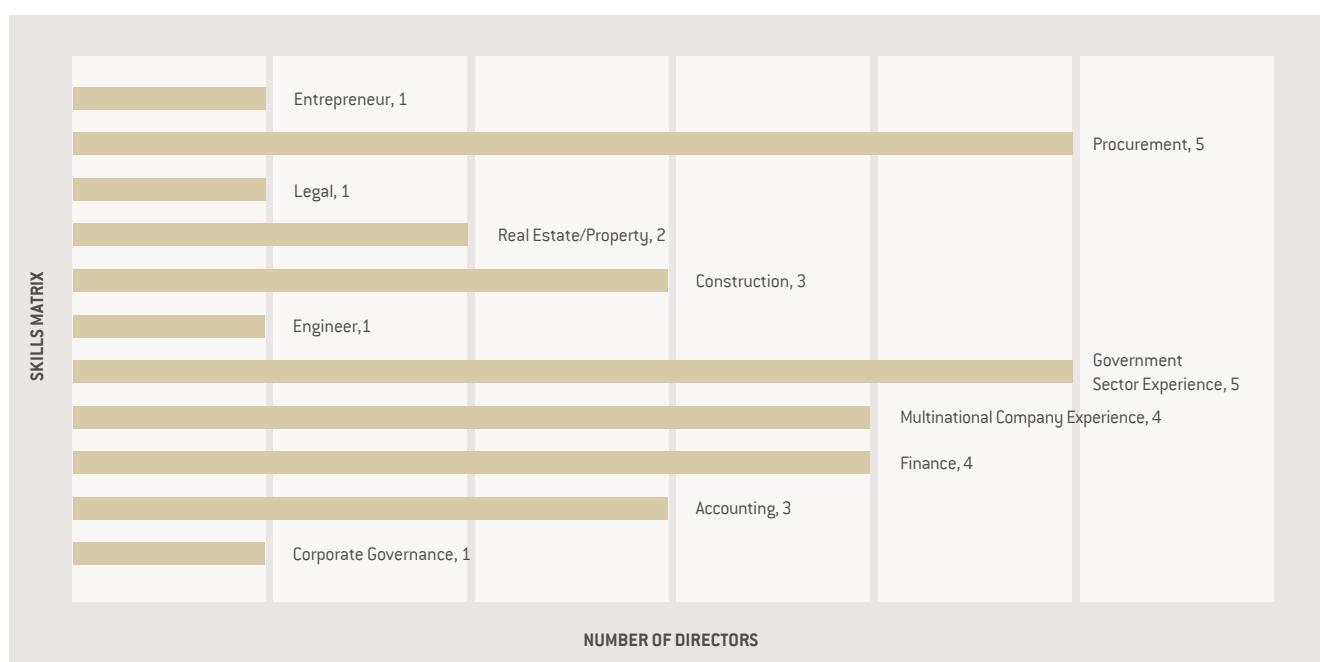 Entrepreneur, 1
Procurement, 5
Legal, 1
Real Estate/Property, 2
Construction, 3
Engineer,1
Government
Sector Experience, 5
Multinational Company Experience, 4
Finance, 4
Accounting, 3
Corporate Governance, 1
SKILLS MATRIX
NUMBER OF DIRECTORS